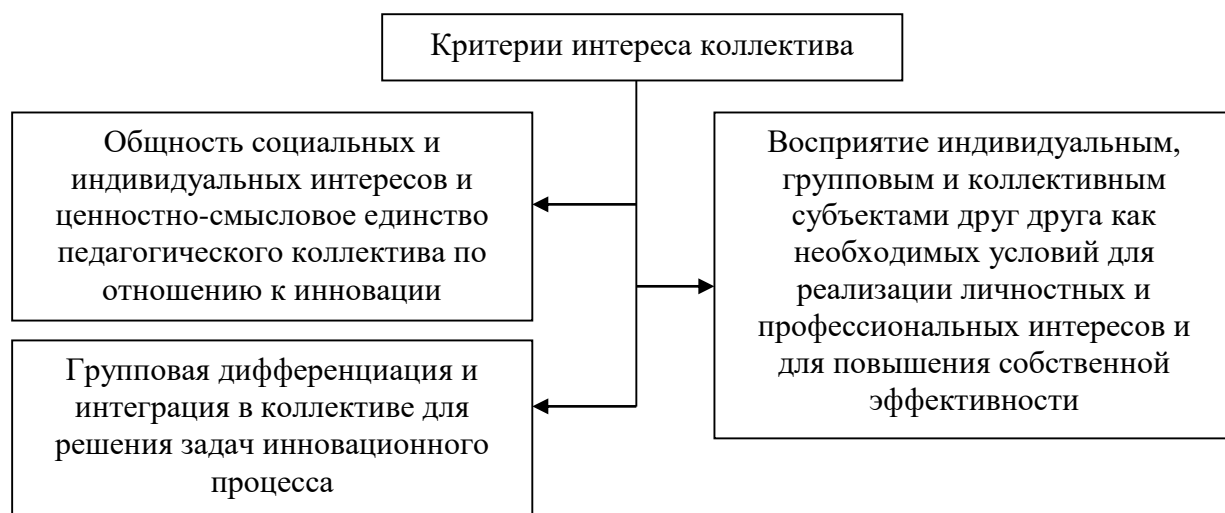 Критерии интереса коллектива
Общность социальных и
индивидуальных интересов и
ценностно-смысловое единство
педагогического коллектива по
отношению к инновации
Восприятие индивидуальным,
групповым и коллективным
субъектами друг друга как
необходимых условий для
реализации личностных и
профессиональных интересов и
для повышения собственной
эффективности
Групповая дифференциация и
интеграция в коллективе для
решения задач инновационного
процесса